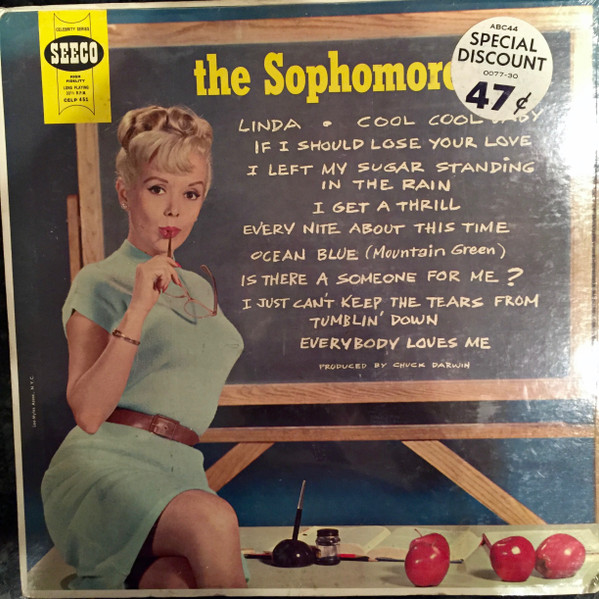 CELEBRITY SERIES
SEECO
HIGH
FIDELITY
LONG PLAYING
33⅓ RPM
CELP 451
the Sophomore
ABC44
SPECIAL
DISCOUNT
0077-30
47¢
LINDA • COOL COOL BABY
IF I SHOULD LOSE YOUR LOVE
I LEFT MY SUGAR STANDING
IN THE RAIN
I GET A THRILL
EVERY NITE ABOUT THIS TIME
OCEAN BLUE (Mountain Green)
IS THERE A SOMEONE FOR ME?
I JUST CAN'T KEEP THE TEARS FROM
TUMBLIN' DOWN
EVERYBODY LOVES ME
PRODUCED BY CHUCK DARWIN
N.Y.C.